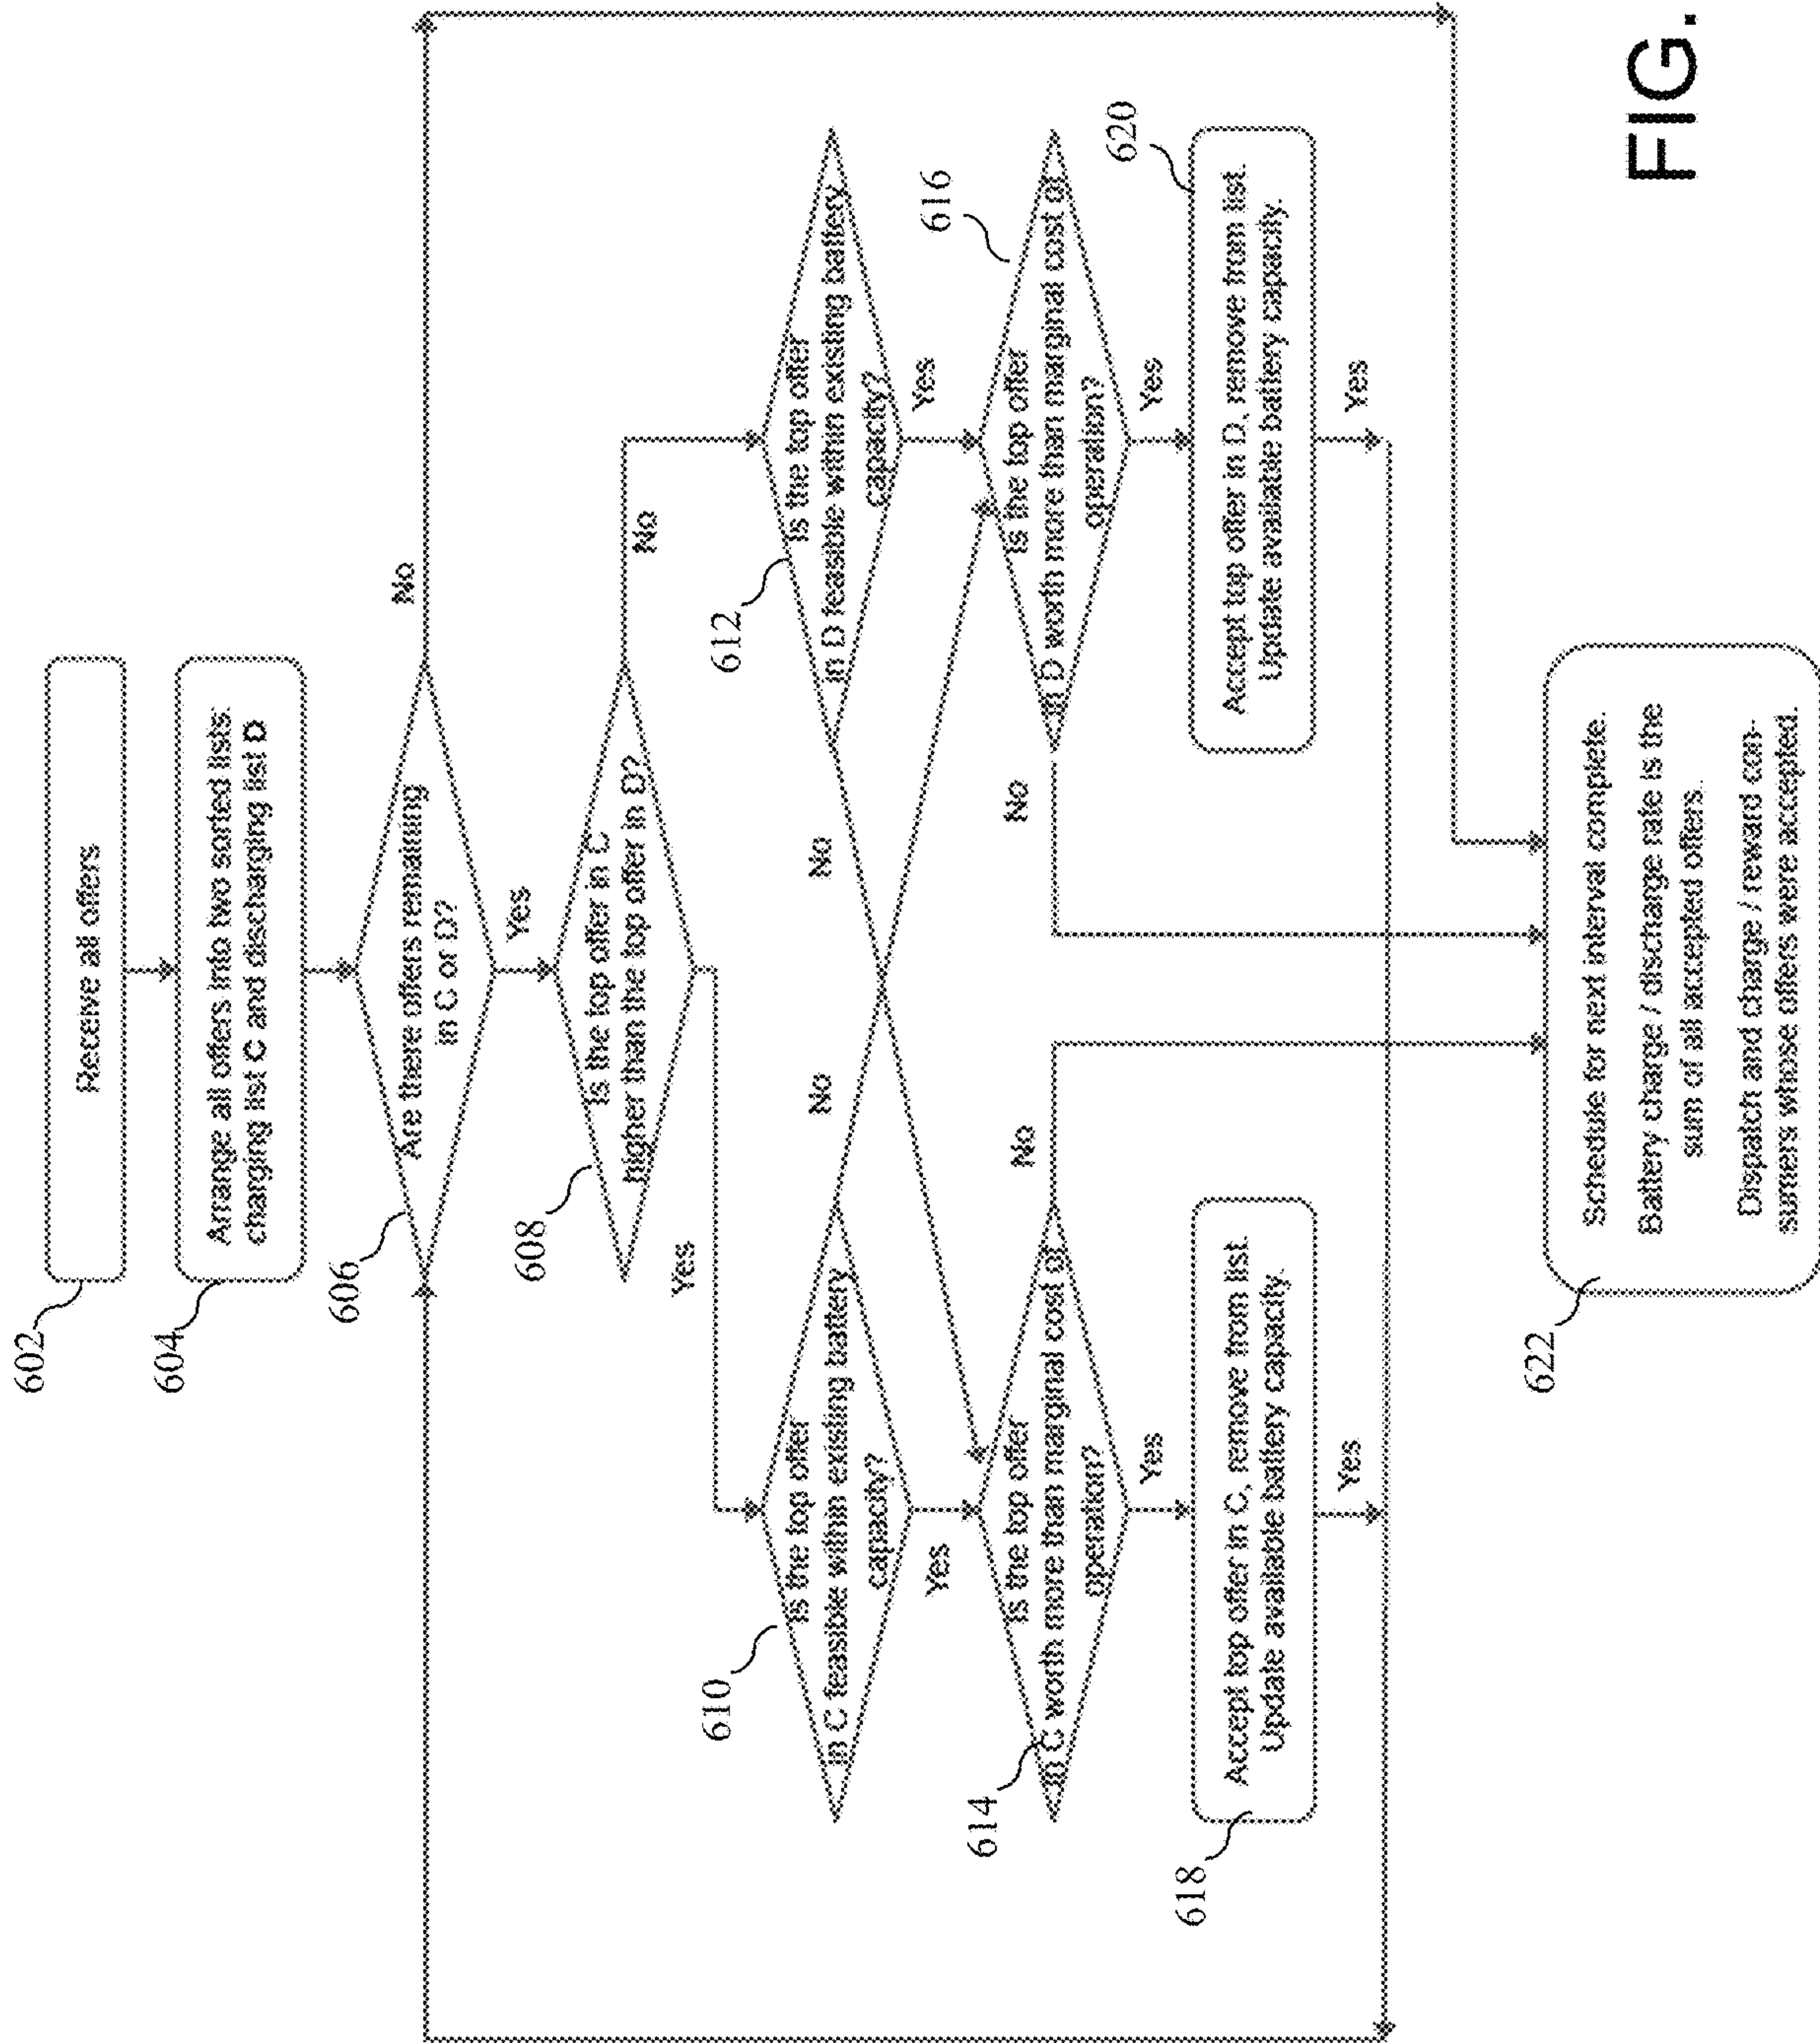 602
Receive all offers
604
Arrange all offers into two sorted lists:
charging list C and discharging list D
606
Are there offers remaining
in C or D?
No
Yes
608
Is the top offer in C
higher than the top offer in D?
Yes
No
610
Is the top offer
in C feasible within existing battery
capacity?
No
Yes
612
Is the top offer
in D feasible within existing battery
capacity?
No
Yes
614
Is the top offer
in C worth more than marginal cost of
operation?
No
Yes
616
Is the top offer
in D worth more than marginal cost of
operation?
No
Yes
618
Accept top offer in C, remove from list.
Update available battery capacity.
Yes
620
Accept top offer in D, remove from list.
Update available battery capacity.
Yes
622
Schedule for next interval complete.
Battery charge / discharge rate is the
sum of all accepted offers.
Dispatch and charge / reward con-
sumers whose offers were accepted.
FIG.